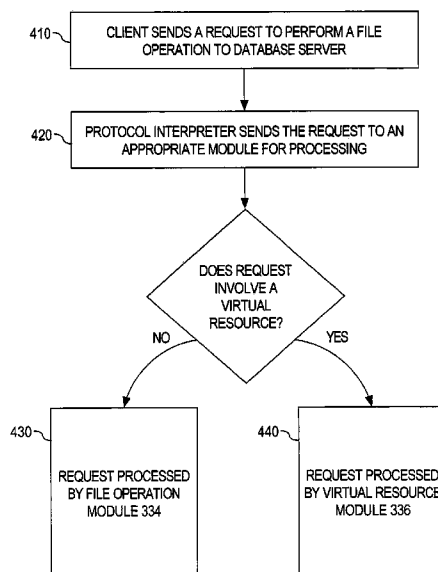 410
CLIENT SENDS A REQUEST TO PERFORM A FILE
OPERATION TO DATABASE SERVER
420
PROTOCOL INTERPRETER SENDS THE REQUEST TO AN
APPROPRIATE MODULE FOR PROCESSING
DOES REQUEST
INVOLVE A
VIRTUAL
RESOURCE?
NO
YES
430
REQUEST PROCESSED
BY FILE OPERATION
MODULE 334
440
REQUEST PROCESSED
BY VIRTUAL RESOURCE
MODULE 336